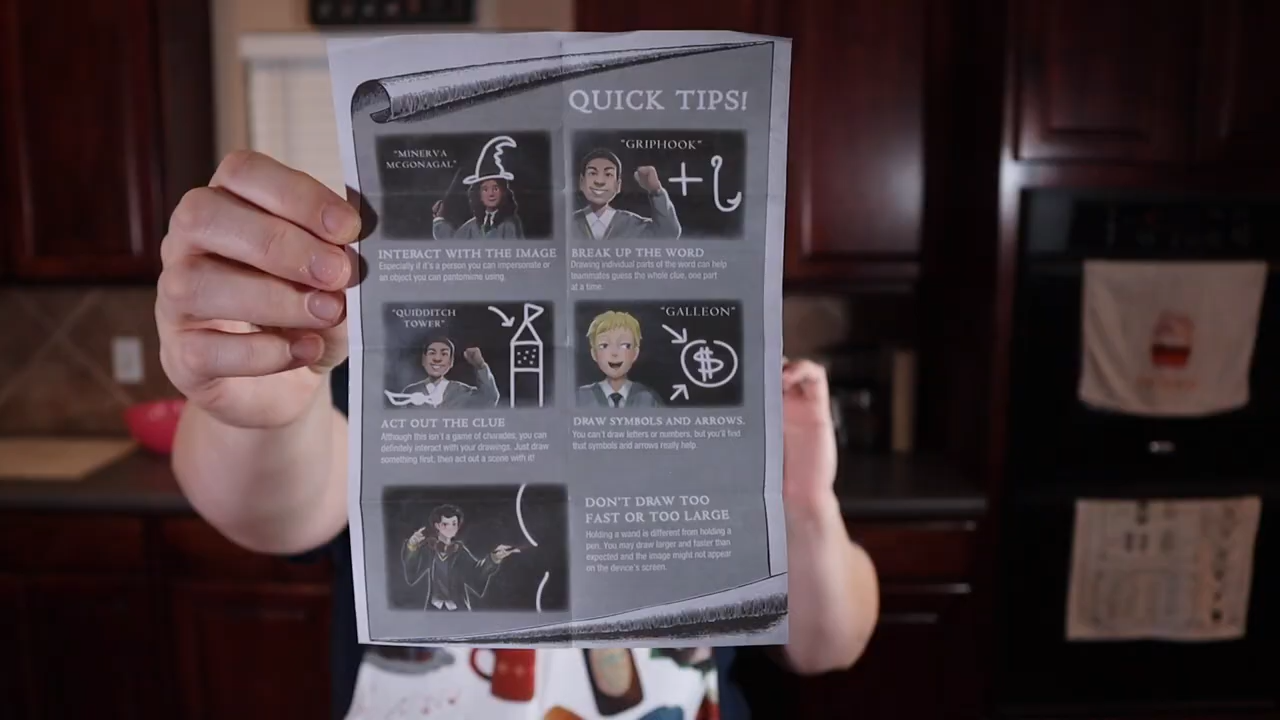 QUICK TIPS!
"MINERVA
MCGONAGAL"
INTERACT WITH THE IMAGE
Especially if it's a person you can impersonate or
an object you can pantomime using.
"GRIPHOOK"
BREAK UP THE WORD
Drawing individual parts of the word can help
teammates guess the whole clue, one part
at a time.
"QUIDDITCH
TOWER"
ACT OUT THE CLUE
Although this isn't a game of charades, you can
definitely interact with your drawings. Just draw
something first, then act out a scene with it!
"GALLEON"
DRAW SYMBOLS AND ARROWS.
You can't draw letters or numbers, but you'll find
that symbols and arrows really help.
DON'T DRAW TOO
FAST OR TOO LARGE
Holding a wand is different from holding a
pen. You may draw larger and faster than
expected and the image might not appear
on the device's screen.